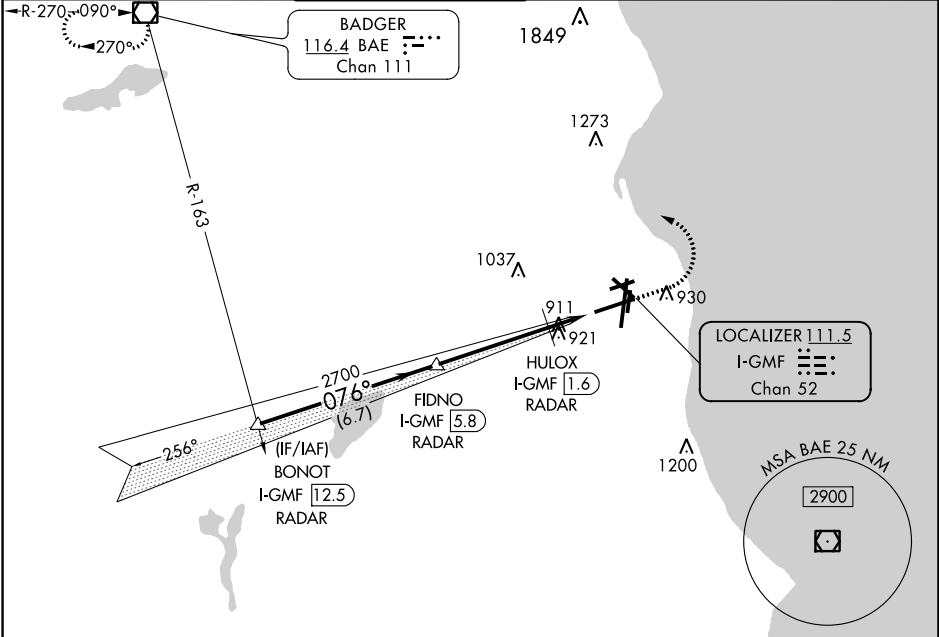 R-270
090°
270°
BADGER
116.4 BAE
Chan 111
1849
1273
R-163
1037
911
930
921
LOCALIZER 111.5
I-GMF
Chan 52
HULOX
I-GMF 1.6
RADAR
2700
076°
(6.7)
FIDNO
I-GMF 5.8
RADAR
256°
(IF/IAF)
BONOT
I-GMF 12.5
RADAR
1200
MSA BAE 25 NM
2900